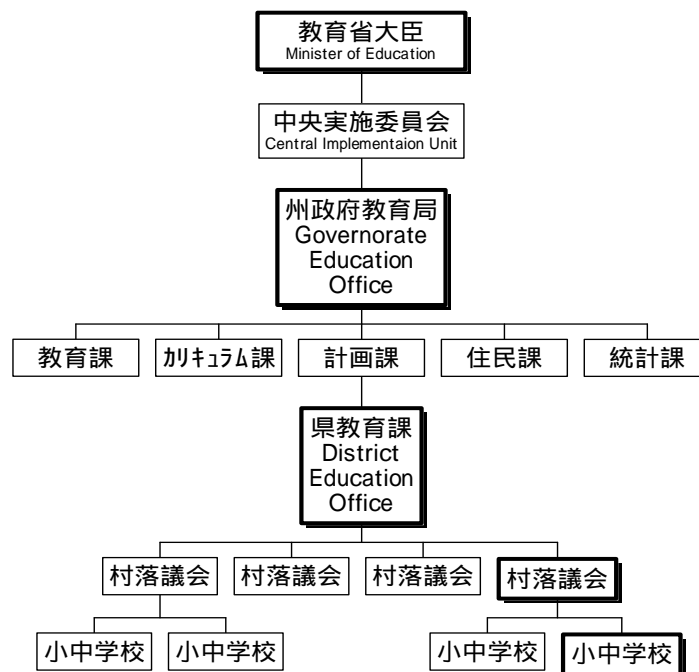 教育省大臣
Minister of Education
中央実施委員会
Central Implementaion Unit
州政府教育局
Governorate
Education
Office
教育課
ｶﾘｷｭﾗﾑ課
計画課
住民課
統計課
県教育課
District
Education
Office
村落議会
村落議会
村落議会
村落議会
小中学校
小中学校
小中学校
小中学校